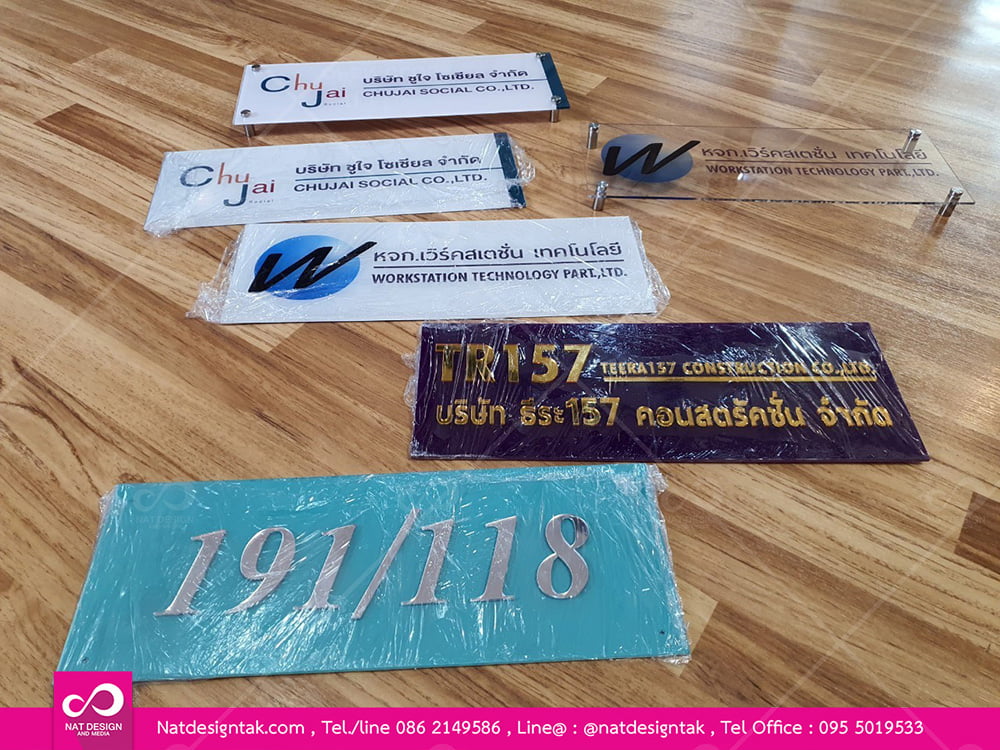 Chu
Jai
Social
บริษัท ชูใจ โซเชียล จำกัด
CHUJAI SOCIAL CO.,LTD.
Chu
Jai
Social
บริษัท ชูใจ โซเชียล จำกัด
CHUJAI SOCIAL CO.,LTD.
W
หจก.เวิร์คสเตชั่น เทคโนโลยี
WORKSTATION TECHNOLOGY PART.,LTD.
W
หจก.เวิร์คสเตชั่น เทคโนโลยี
WORKSTATION TECHNOLOGY PART.,LTD.
TR157
TEERA157 CONSTRUCTION CO.,LTD.
บริษัท ธีระ157 คอนสตรัคชั่น จำกัด
NAT DESIGN
AND MEDIA
191/118
NAT DESIGN
AND MEDIA
Natdesigntak.com , Tel./line 086 2149586 , Line@ : @natdesigntak , Tel Office : 095 5019533